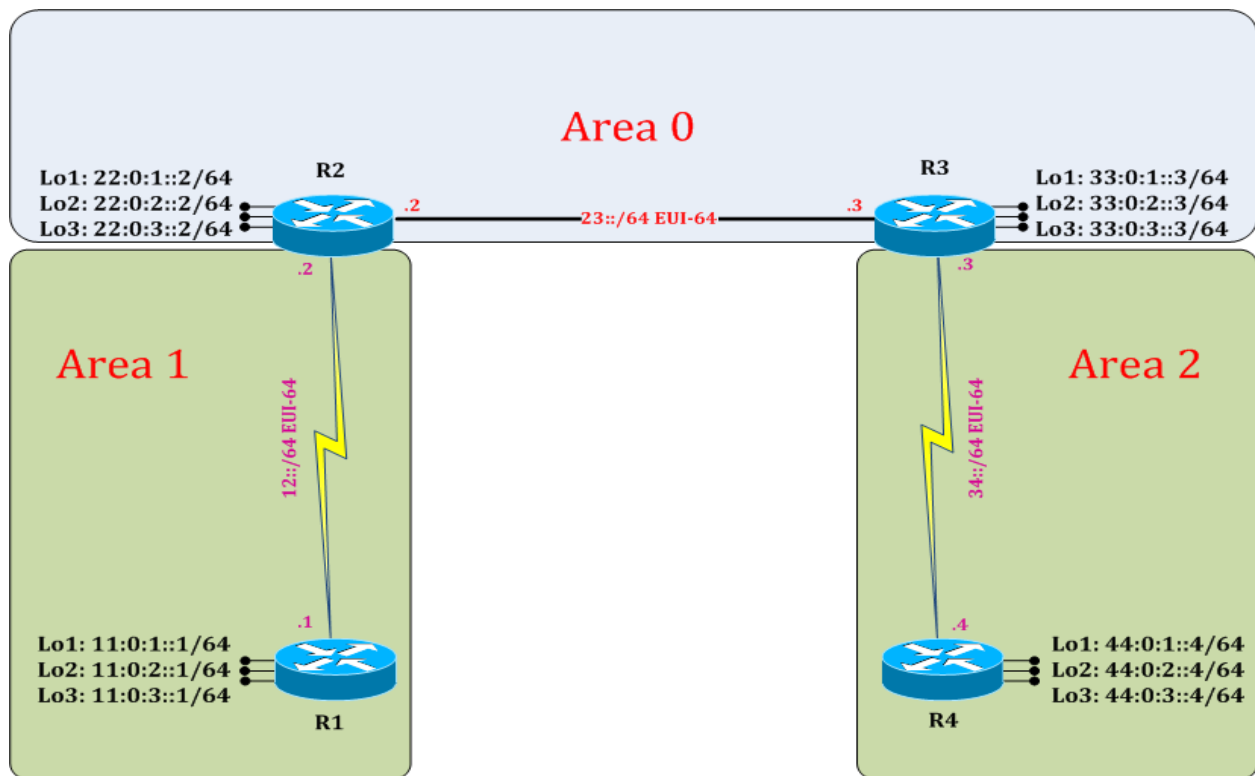 Area 0
R2
R3
Lo1: 22:0:1::2/64
Lo2: 22:0:2::2/64
Lo3: 22:0:3::2/64
.2
23::/64 EUI-64
.3
Lo1: 33:0:1::3/64
Lo2: 33:0:2::3/64
Lo3: 33:0:3::3/64
.2
.3
Area 1
Area 2
12::/64 EUI-64
34::/64 EUI-64
.1
.4
Lo1: 11:0:1::1/64
Lo2: 11:0:2::1/64
Lo3: 11:0:3::1/64
R1
Lo1: 44:0:1::4/64
Lo2: 44:0:2::4/64
Lo3: 44:0:3::4/64
R4